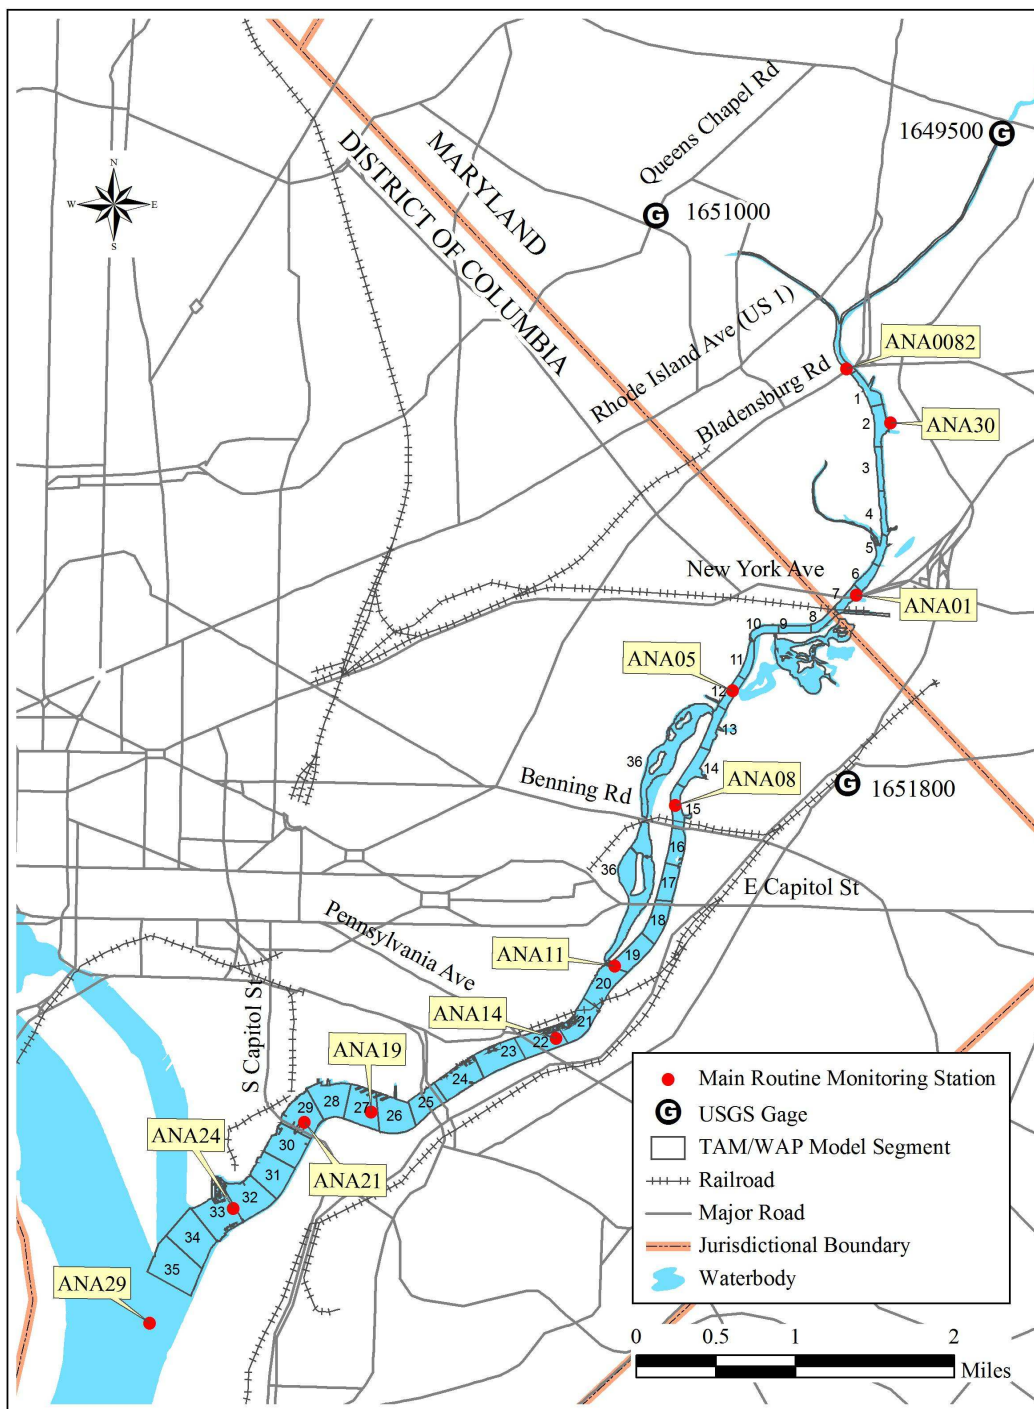 Queens Chapel Rd
1649500
G
N
W
E
S
MARYLAND
DISTRICT OF COLUMBIA
G
1651000
Rhode Island Ave (US 1)
Bladensburg Rd
ANA0082
1
2
ANA30
3
4
5
New York Ave
6
7
ANA01
8
9
10
11
ANA05
12
13
36
14
Benning Rd
ANA08
G
1651800
15
16
36
17
E Capitol St
18
Pennsylvania Ave
ANA11
19
20
S Capitol St
ANA14
21
22
23
ANA19
24
25
26
27
28
29
ANA24
30
ANA21
31
32
33
34
35
ANA29
Main Routine Monitoring Station
G USGS Gage
TAM/WAP Model Segment
Railroad
Major Road
Jurisdictional Boundary
Waterbody
0 0.5 1 2
Miles